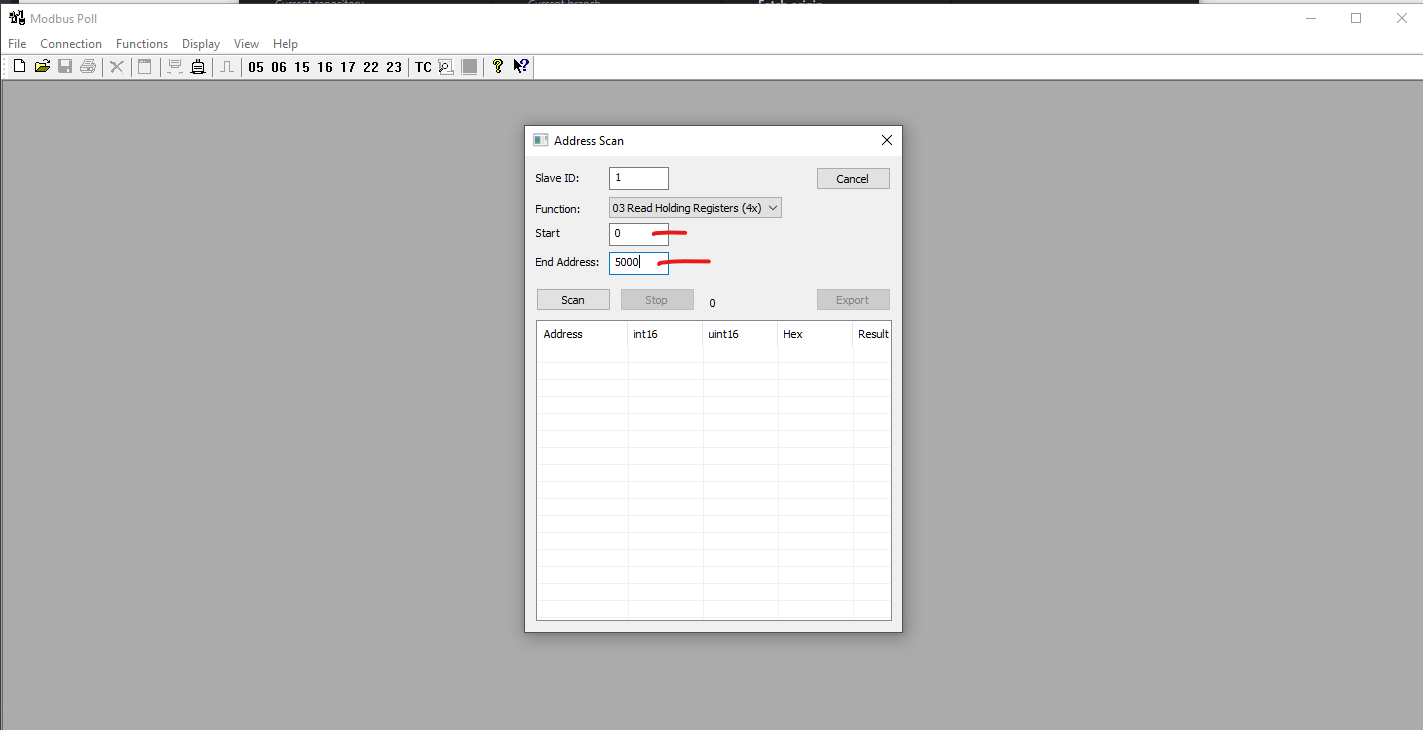 Modbus Poll
File Connection Functions Display View Help
05 06 15 16 17 22 23 TC
Address Scan
Slave ID: 1 Cancel
Function: 03 Read Holding Registers (4x)
Start 0
End Address: 5000
Scan Stop 0 Export
Address int16 uint16 Hex Result